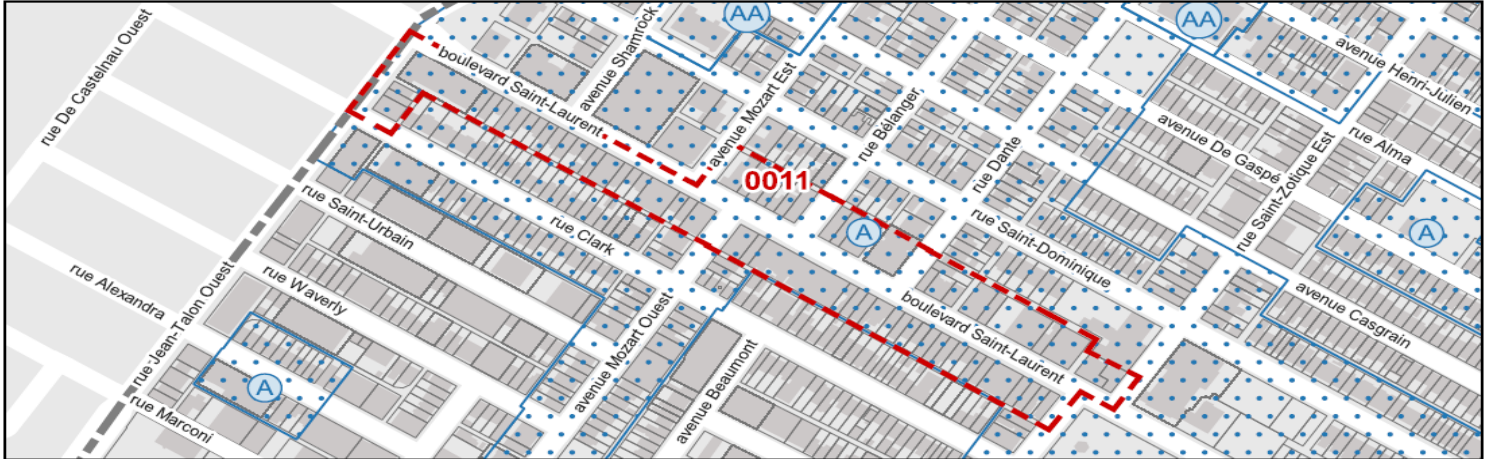 AA
AA
rue De Castelnau Ouest
boulevard Saint-Laurent
avenue Shamrock
avenue Mozart Est
rue Bélanger
avenue Henri-Julien
rue Alma
avenue De Gaspé
rue Dante
0011
rue Saint-Zotique Est
rue Saint-Urbain
rue Clark
A
rue Saint-Dominique
A
rue Alexandra
rue Jean-Talon Ouest
rue Waverly
avenue Mozart Ouest
boulevard Saint-Laurent
avenue Casgrain
A
avenue Beaumont
rue Marconi